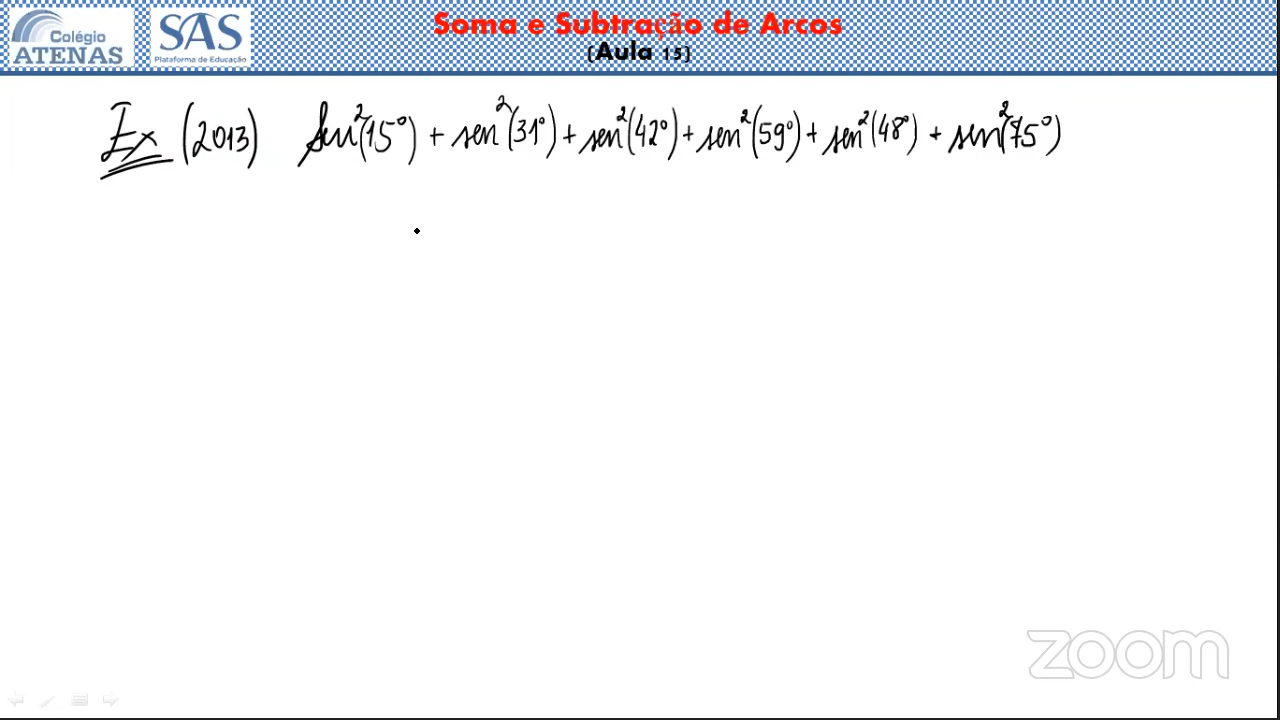 Colégio
ATENAS
SAS
Plataforma de Educação
Soma e Subtração de Arcos
(Aula 15)
Ex (2013) sen²(15°) + sen²(31°) + sen²(42°) + sen²(59°) + sen²(48°) + sen²(75°)
zoom